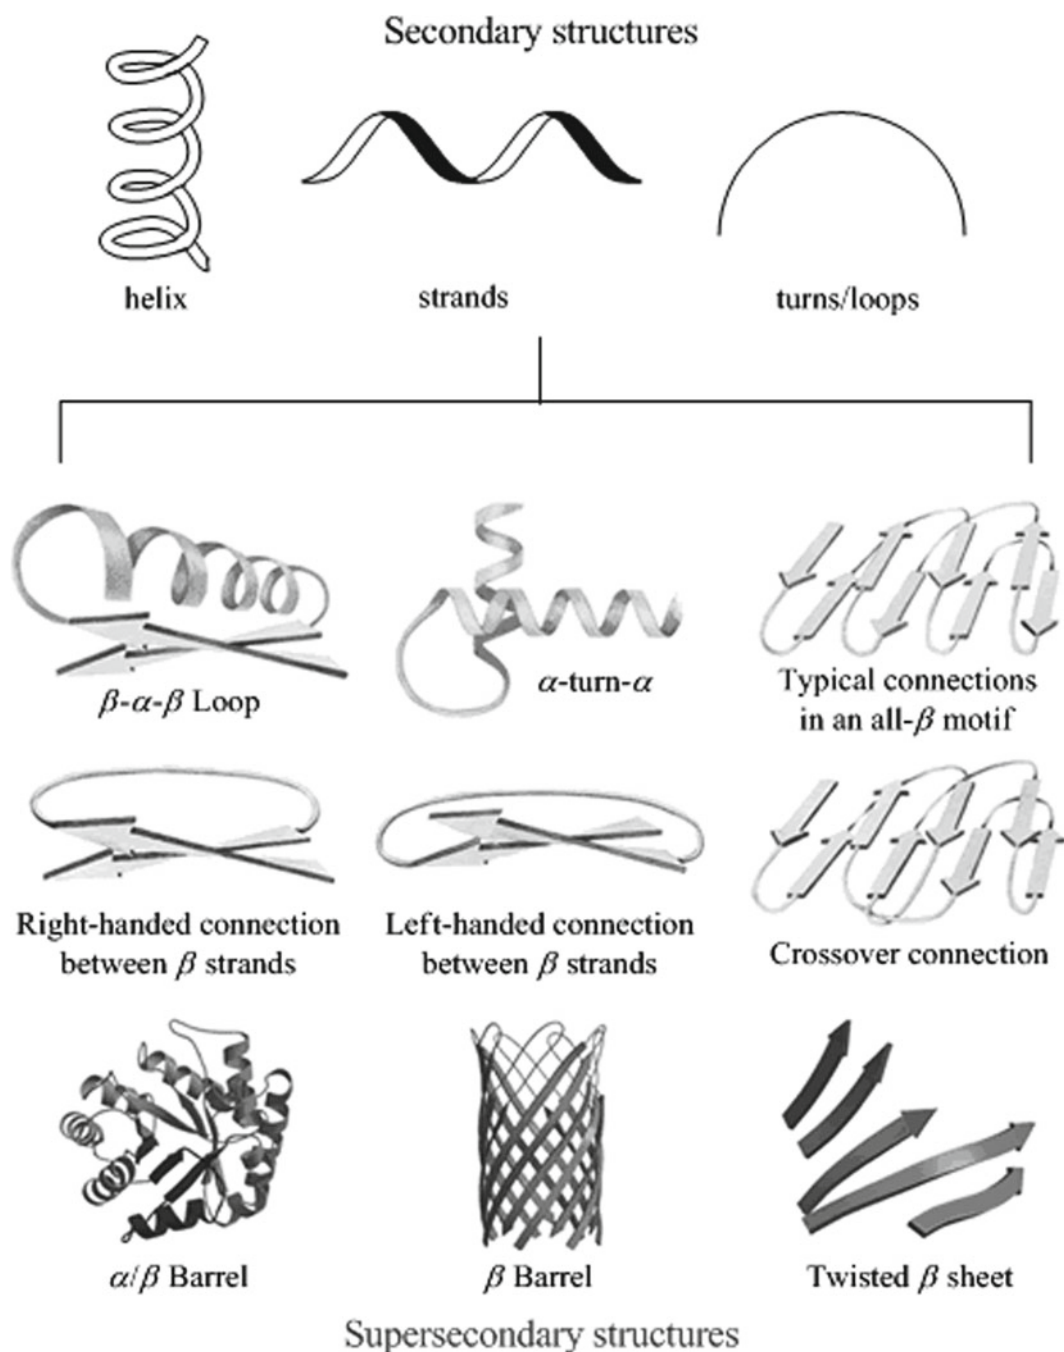 Secondary structures
helix
strands
turns/loops
β-α-β Loop
α-turn-α
Typical connections
in an all-β motif
Right-handed connection
between β strands
Left-handed connection
between β strands
Crossover connection
α/β Barrel
β Barrel
Twisted β sheet
Supersecondary structures